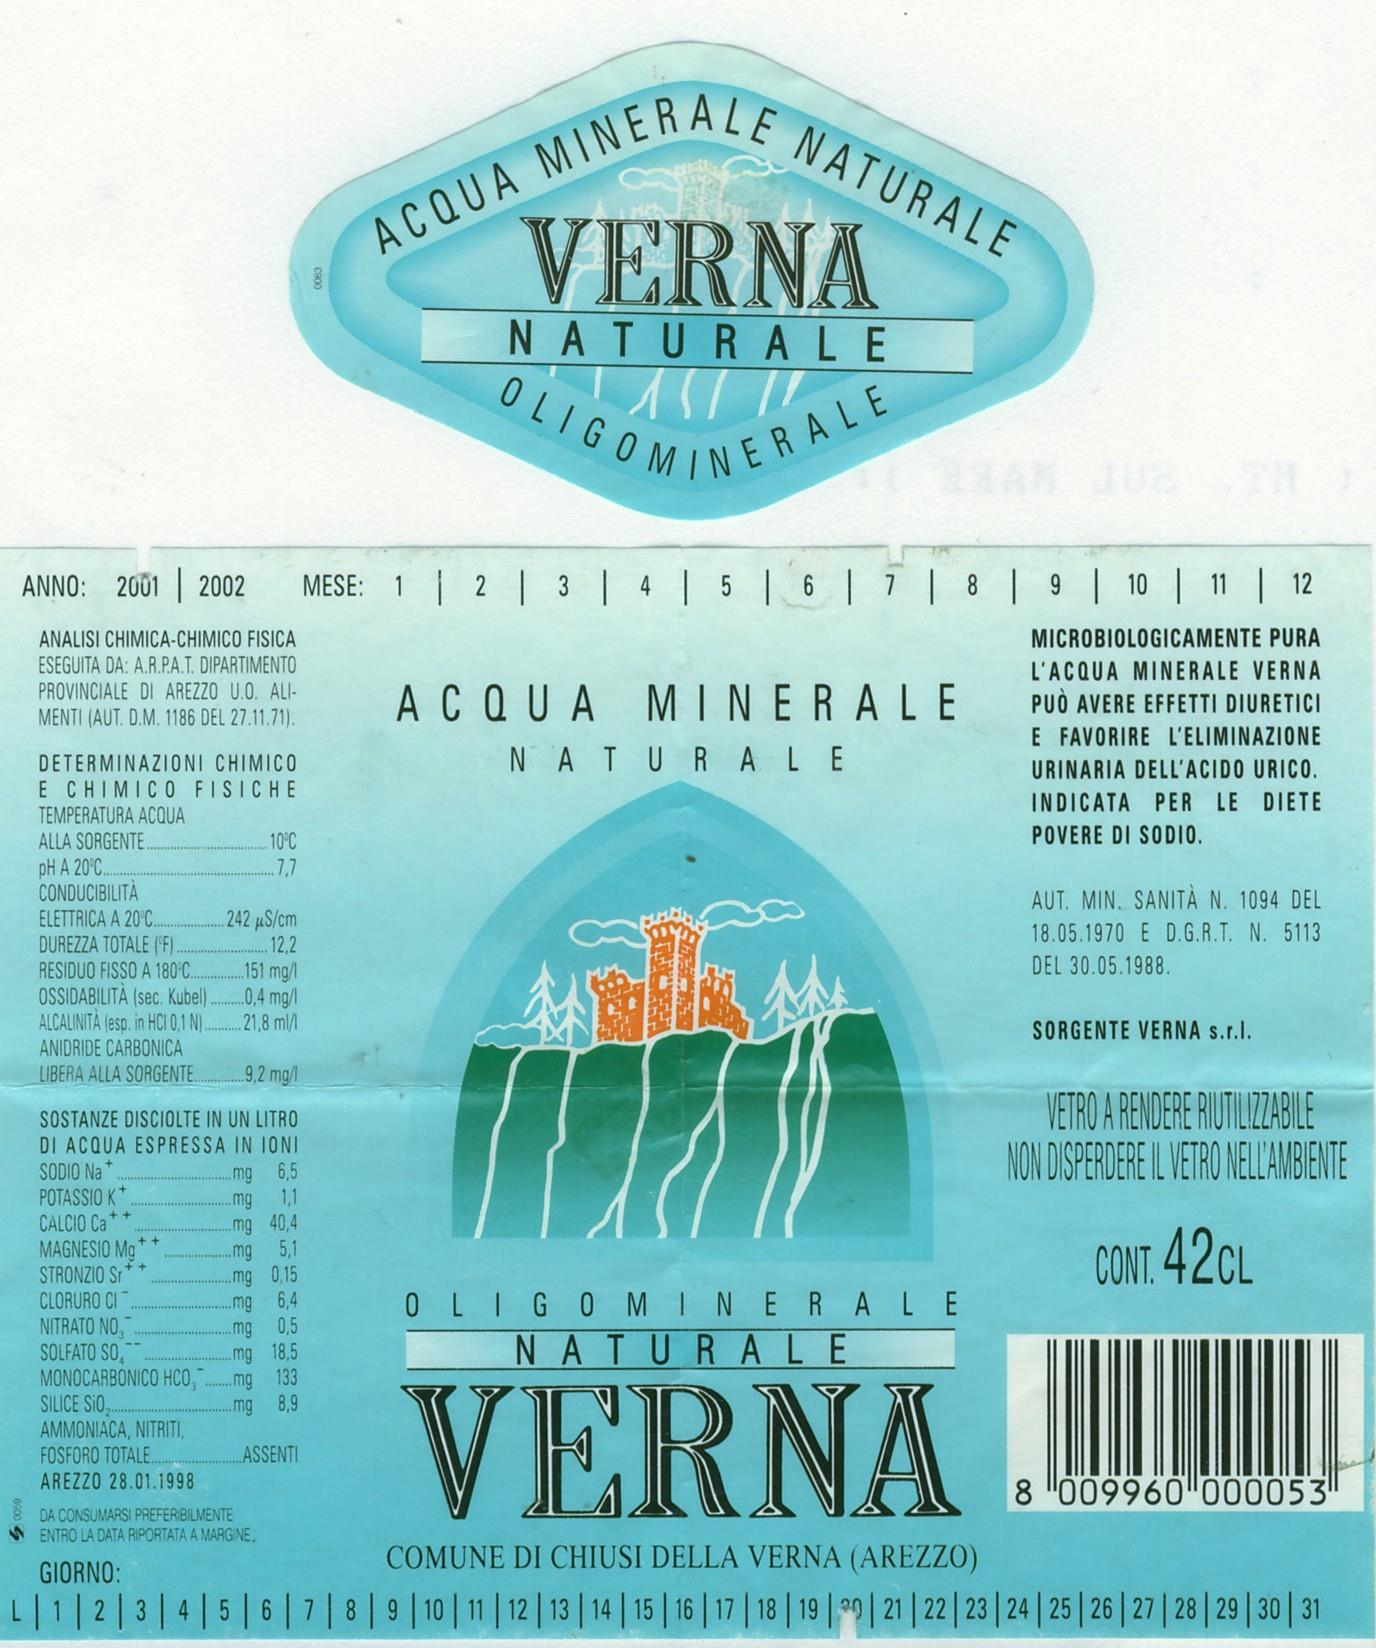 ACQUA MINERALE NATURALE
VERNA
NATURALE
OLIGOMINERALE
0063
ANNO: 2001 | 2002 MESE: 1 | 2 | 3 | 4 | 5 | 6 | 7 | 8 | 9 | 10 | 11 | 12
ANALISI CHIMICA-CHIMICO FISICA
ESEGUITA DA: A.R.P.A.T. DIPARTIMENTO
PROVINCIALE DI AREZZO U.O. ALI-
MENTI (AUT. D.M. 1186 DEL 27.11.71).
DETERMINAZIONI CHIMICO
E CHIMICO FISICHE
TEMPERATURA ACQUA
ALLA SORGENTE 10°C
pH A 20°C 7,7
CONDUCIBILITÀ
ELETTRICA A 20°C 242 µS/cm
DUREZZA TOTALE (°F) 12,2
RESIDUO FISSO A 180°C 151 mg/l
OSSIDABILITÀ (sec. Kubel) 0,4 mg/l
ALCALINITÀ (esp. in HCl 0,1 N) 21,8 ml/l
ANIDRIDE CARBONICA
LIBERA ALLA SORGENTE 9,2 mg/l
SOSTANZE DISCIOLTE IN UN LITRO
DI ACQUA ESPRESSA IN IONI
SODIO Na⁺ mg 6,5
POTASSIO K⁺ mg 1,1
CALCIO Ca⁺⁺ mg 40,4
MAGNESIO Mg⁺⁺ mg 5,1
STRONZIO Sr⁺⁺ mg 0,15
CLORURO Cl⁻ mg 6,4
NITRATO NO₃⁻ mg 0,5
SOLFATO SO₄⁻⁻ mg 18,5
MONOCARBONICO HCO₃⁻ mg 133
SILICE SiO₂ mg 8,9
AMMONIACA, NITRITI,
FOSFORO TOTALE ASSENTI
AREZZO 28.01.1998
DA CONSUMARSI PREFERIBILMENTE
ENTRO LA DATA RIPORTATA A MARGINE.
0059
ACQUA MINERALE
NATURALE
OLIGOMINERALE
NATURALE
VERNA
COMUNE DI CHIUSI DELLA VERNA (AREZZO)
MICROBIOLOGICAMENTE PURA
L'ACQUA MINERALE VERNA
PUÒ AVERE EFFETTI DIURETICI
E FAVORIRE L'ELIMINAZIONE
URINARIA DELL'ACIDO URICO.
INDICATA PER LE DIETE
POVERE DI SODIO.
AUT. MIN. SANITÀ N. 1094 DEL
18.05.1970 E D.G.R.T. N. 5113
DEL 30.05.1988.
SORGENTE VERNA s.r.l.
VETRO A RENDERE RIUTILIZZABILE
NON DISPERDERE IL VETRO NELL'AMBIENTE
CONT. 42CL
8 009960 000053
GIORNO:
L | 1 | 2 | 3 | 4 | 5 | 6 | 7 | 8 | 9 | 10 | 11 | 12 | 13 | 14 | 15 | 16 | 17 | 18 | 19 | 20 | 21 | 22 | 23 | 24 | 25 | 26 | 27 | 28 | 29 | 30 | 31
( MT. SUL MARE ):